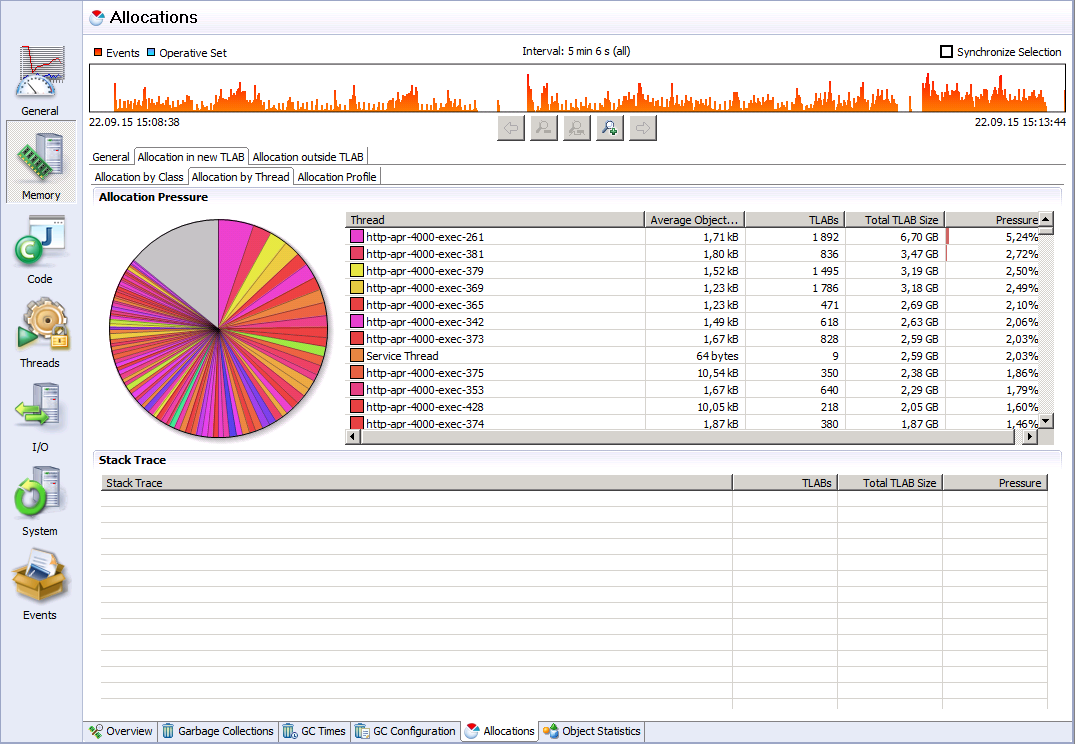 Allocations
Events Operative Set Interval: 5 min 6 s (all) Synchronize Selection
22.09.15 15:08:38 22.09.15 15:13:44
General
Memory
Code
Threads
I/O
System
Events
General Allocation in new TLAB Allocation outside TLAB
Allocation by Class Allocation by Thread Allocation Profile
Allocation Pressure
Thread Average Object... TLABs Total TLAB Size Pressure
http-apr-4000-exec-261 1,71 kB 1 892 6,70 GB 5,24%
http-apr-4000-exec-381 1,80 kB 836 3,47 GB 2,72%
http-apr-4000-exec-379 1,52 kB 1 495 3,19 GB 2,50%
http-apr-4000-exec-369 1,23 kB 1 786 3,18 GB 2,49%
http-apr-4000-exec-365 1,23 kB 471 2,69 GB 2,10%
http-apr-4000-exec-342 1,49 kB 618 2,63 GB 2,06%
http-apr-4000-exec-373 1,67 kB 828 2,59 GB 2,03%
Service Thread 64 bytes 9 2,59 GB 2,03%
http-apr-4000-exec-375 10,54 kB 350 2,38 GB 1,86%
http-apr-4000-exec-353 1,67 kB 640 2,29 GB 1,79%
http-apr-4000-exec-428 10,05 kB 218 2,05 GB 1,60%
http-apr-4000-exec-374 1,87 kB 380 1,87 GB 1,46%
Stack Trace
Stack Trace TLABs Total TLAB Size Pressure
Overview Garbage Collections GC Times GC Configuration Allocations Object Statistics